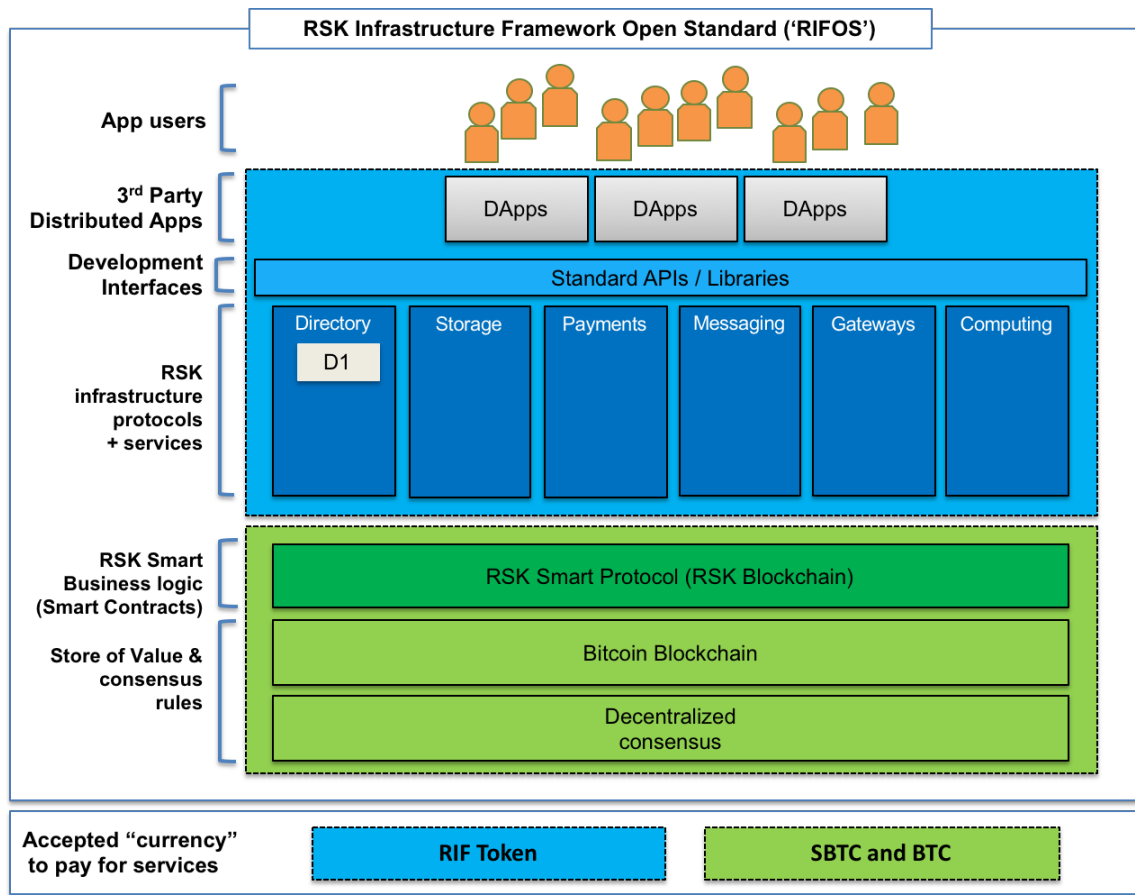 RSK Infrastructure Framework Open Standard (‘RIFOS’)
App users
3rd Party
Distributed Apps
DApps
DApps
DApps
Development
Interfaces
Standard APIs / Libraries
RSK
infrastructure
protocols
+ services
Directory
D1
Storage
Payments
Messaging
Gateways
Computing
RSK Smart
Business logic
(Smart Contracts)
RSK Smart Protocol (RSK Blockchain)
Store of Value &
consensus
rules
Bitcoin Blockchain
Decentralized
consensus
Accepted “currency”
to pay for services
RIF Token
SBTC and BTC